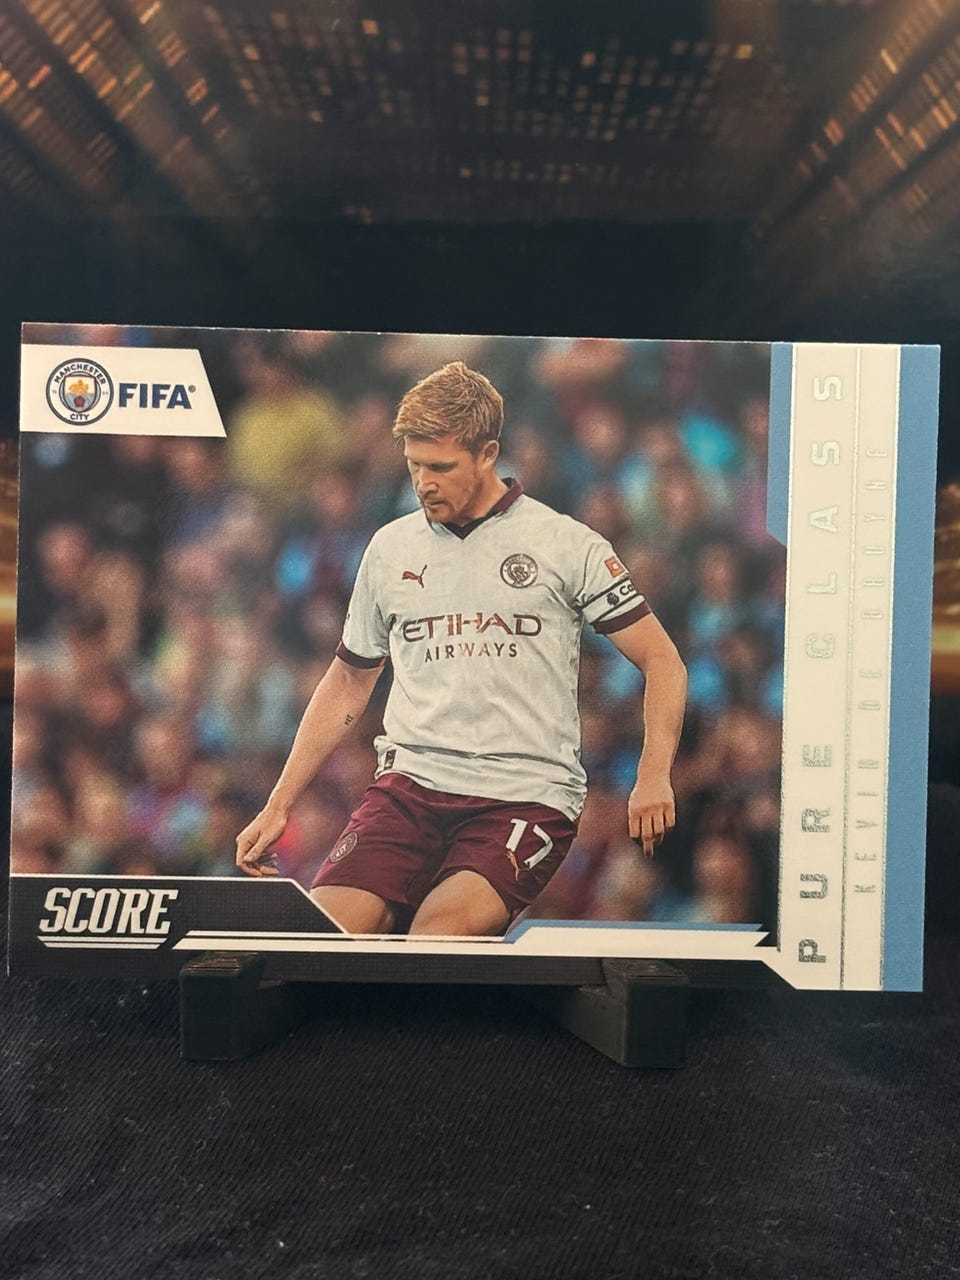 MANCHESTER
CITY
FIFA®
ETIHAD
AIRWAYS
17
SCORE
PURE CLASS
KEVIN DE BRUYNE